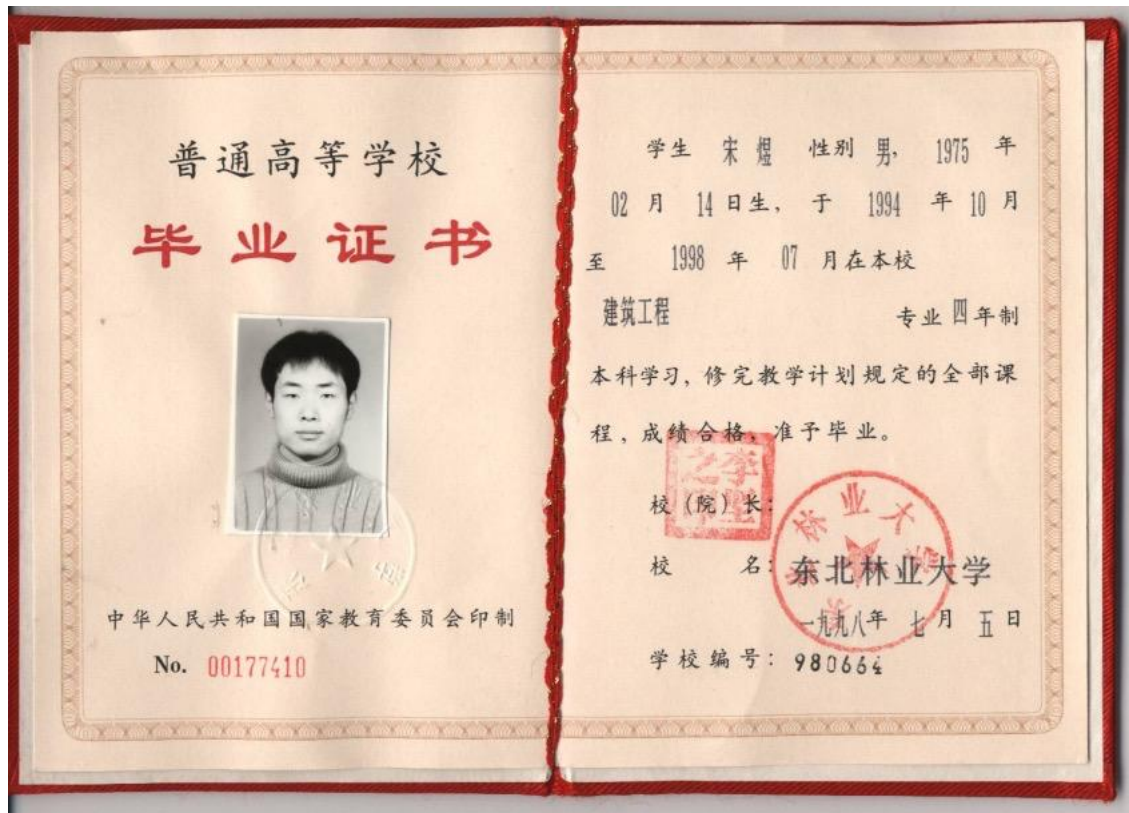 普通高等学校
毕业证书
中华人民共和国国家教育委员会印制
No. 00177410
学生 宋煜 性别 男, 1975 年
02 月 14 日生, 于 1994 年 10 月
至 1998 年 07 月在本校
建筑工程 专业 四 年制
本科学习, 修完教学计划规定的全部课
程, 成绩合格, 准予毕业。
校(院)长:
校 名: 东北林业大学
一九九八年 七 月 五 日
学校编号: 980664